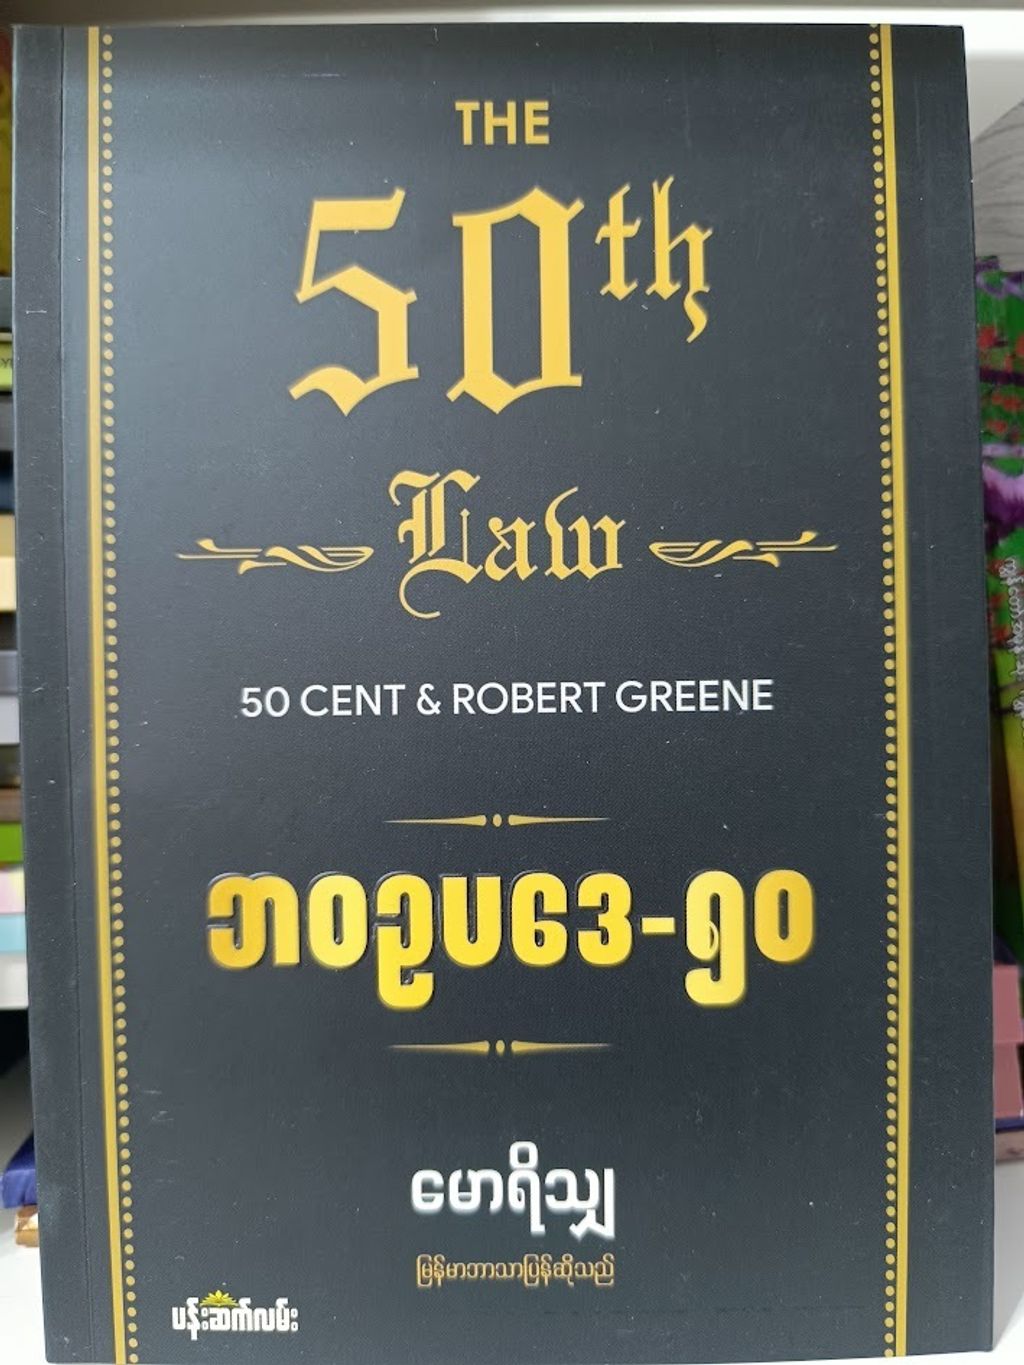 THE
50th
Law
50 CENT & ROBERT GREENE
ဘဝဥပဒေ-၅၀
မောရိသျှ
မြန်မာဘာသာပြန်ဆိုသည်
ပန်းဆက်လမ်း